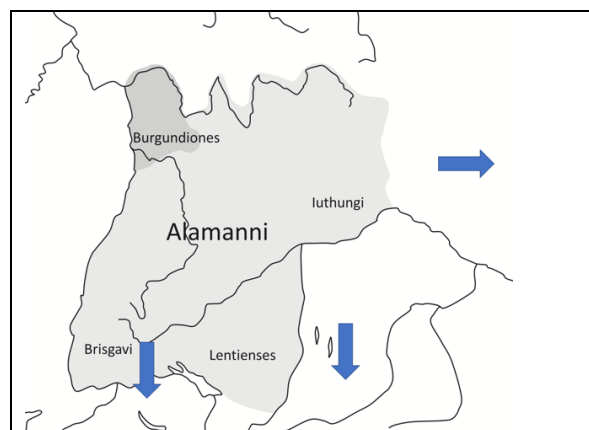 Burgundiones
Iuthungi
Alamanni
Brisgavi
Lentienses